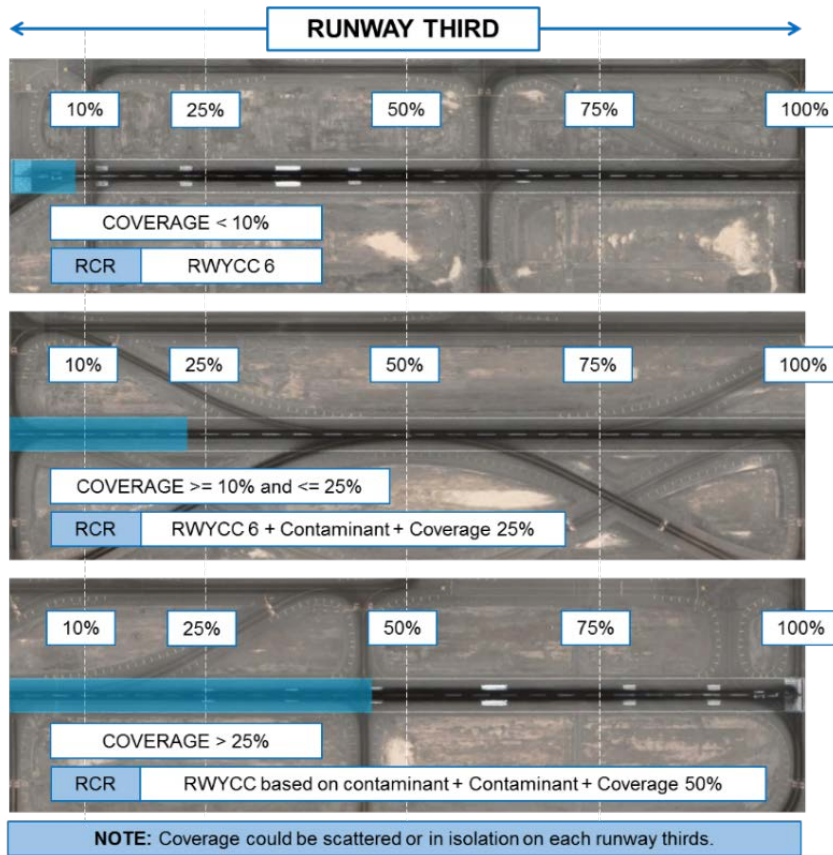 RUNWAY THIRD
10% 25% 50% 75% 100%
COVERAGE < 10%
RCR RWYCC 6
10% 25% 50% 75% 100%
COVERAGE >= 10% and <= 25%
RCR RWYCC 6 + Contaminant + Coverage 25%
10% 25% 50% 75% 100%
COVERAGE > 25%
RCR RWYCC based on contaminant + Contaminant + Coverage 50%
NOTE: Coverage could be scattered or in isolation on each runway thirds.